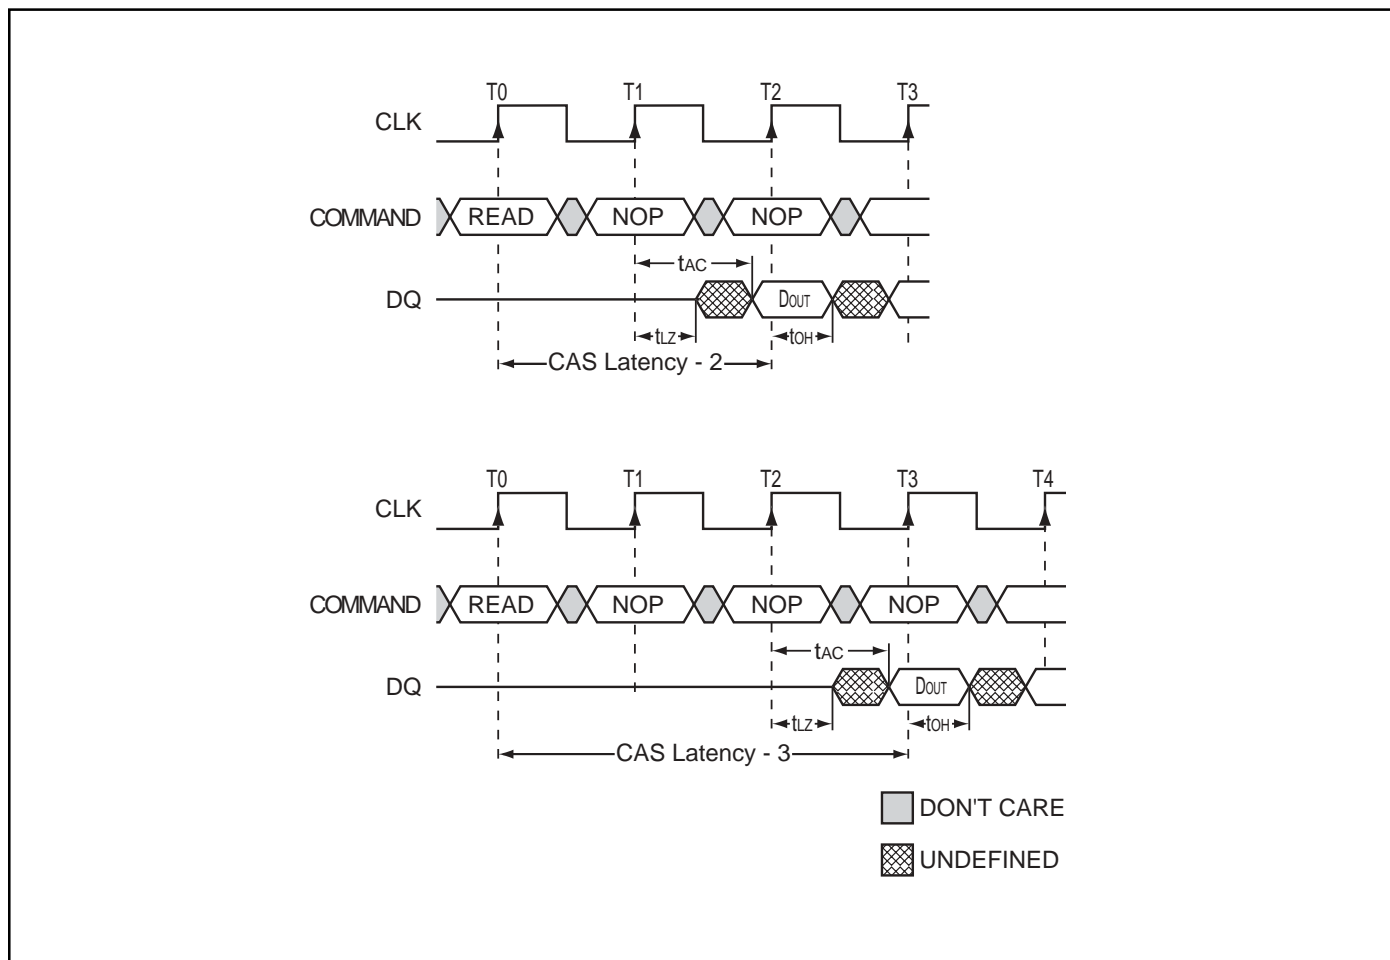 T0 T1 T2 T3
CLK
COMMAND READ NOP NOP
tAC
DQ DOUT
tLZ tOH
CAS Latency - 2
T0 T1 T2 T3 T4
CLK
COMMAND READ NOP NOP NOP
tAC
DQ DOUT
tLZ tOH
CAS Latency - 3
DON'T CARE
UNDEFINED